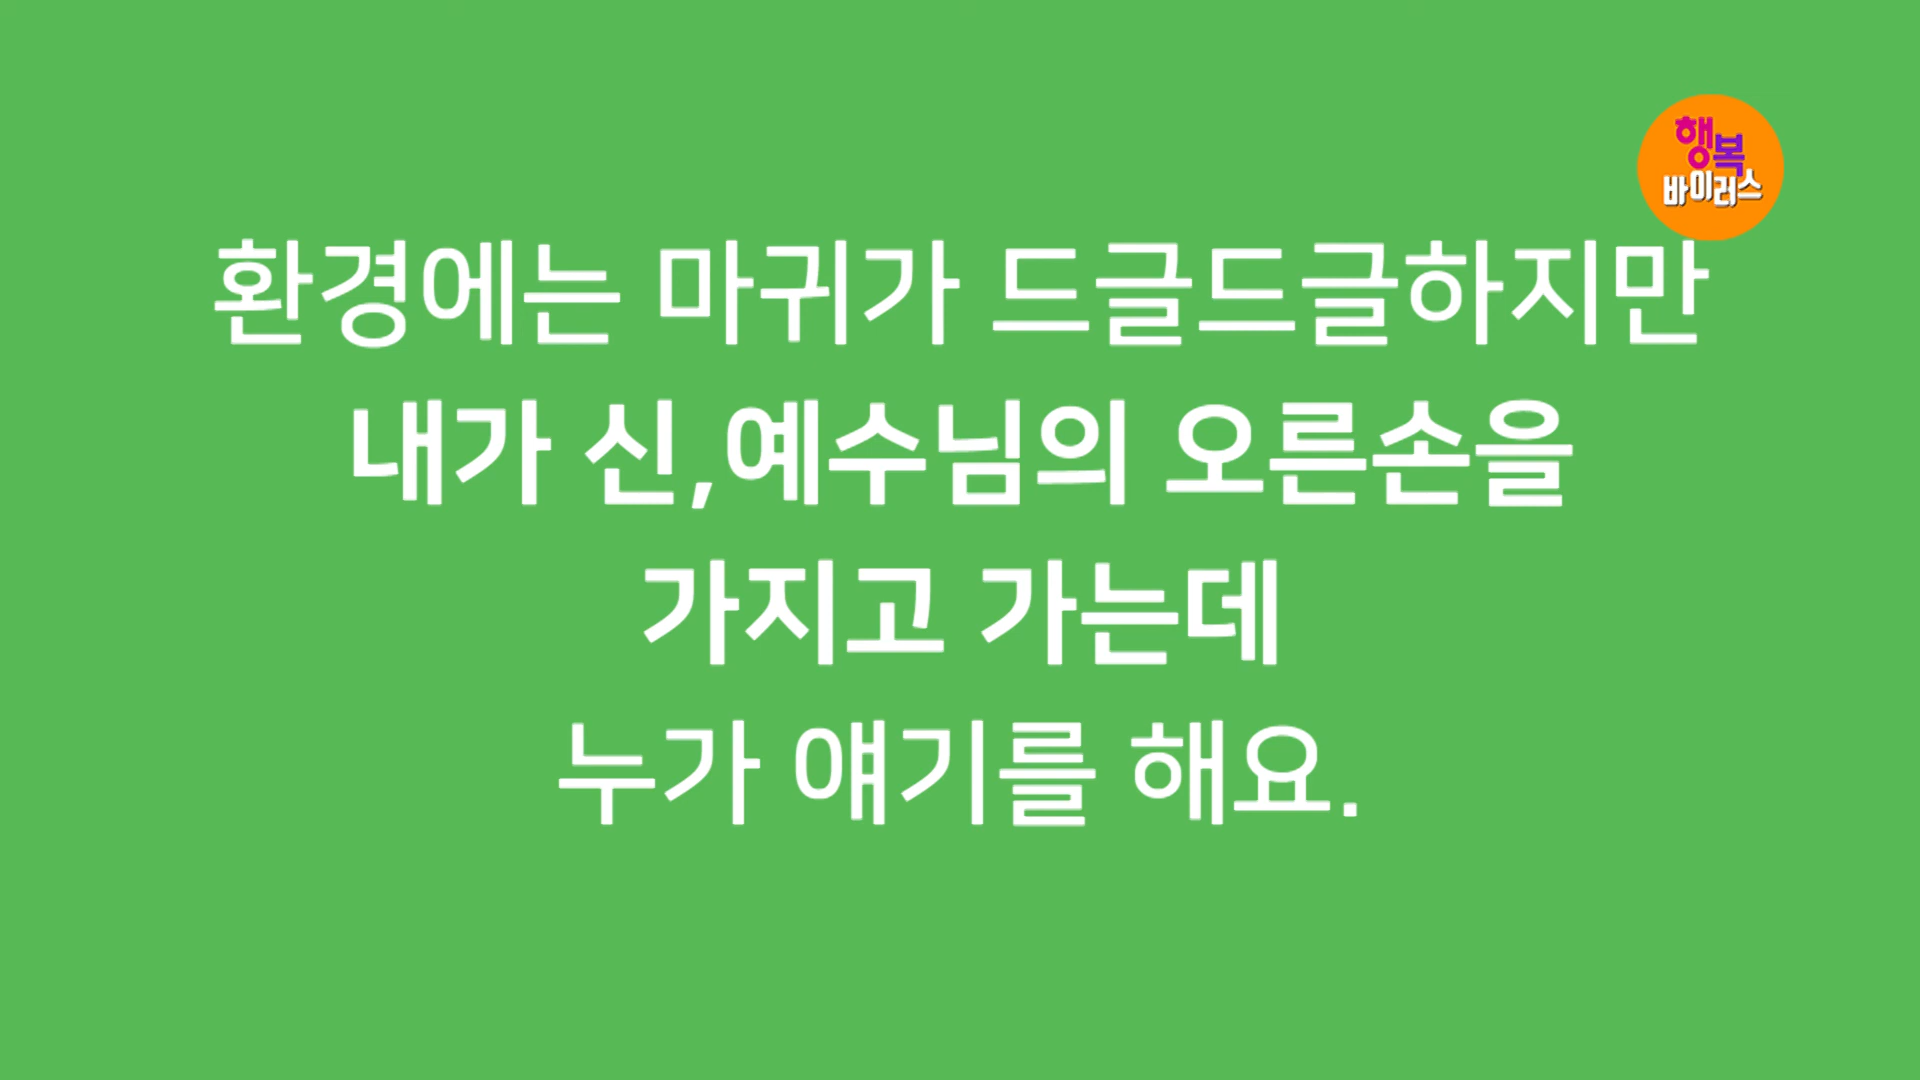 행복
바이러스
환경에는 마귀가 드글드글하지만
내가 신,예수님의 오른손을
가지고 가는데
누가 얘기를 해요.